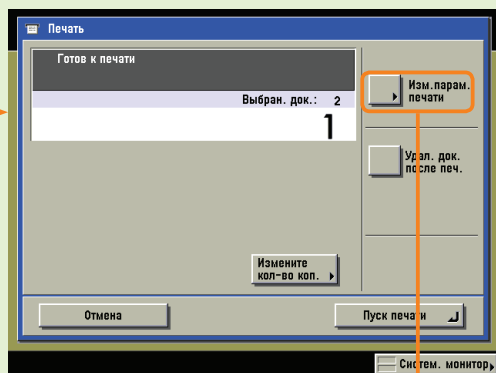 Печать
Готов к печати
Выбран. док.: 2
1
Изм.парам.
печати
Удал. док.
после печ.
Измените
кол-во коп.
Отмена
Пуск печати
Систем. монитор